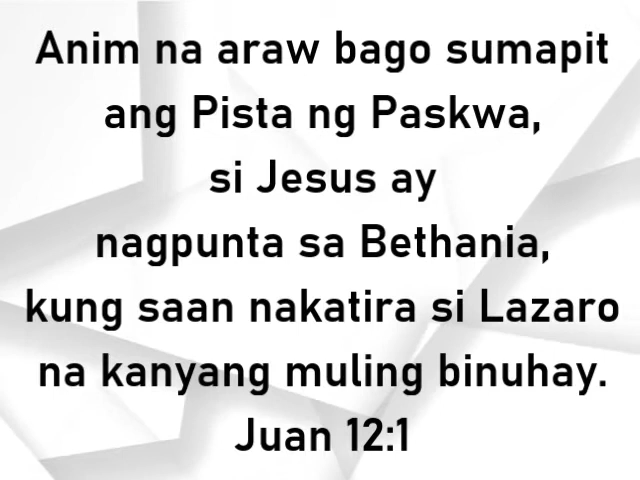 Anim na araw bago sumapit
ang Pista ng Paskwa,
si Jesus ay
nagpunta sa Bethania,
kung saan nakatira si Lazaro
na kanyang muling binuhay.
Juan 12:1